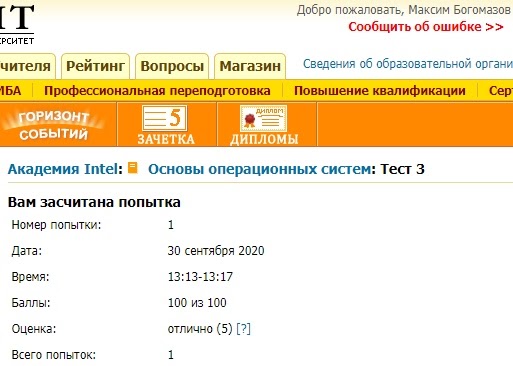 ИТ
Добро пожаловать, Максим Богомазов
Сообщить об ошибке >>
ЕРСИТЕТ
чителя Рейтинг Вопросы Магазин Сведения об образовательной органи
ИБА Профессиональная переподготовка Повышение квалификации Сер
ГОРИЗОНТ СОБЫТИЙ
5
ЗАЧЕТКА
ДИПЛОМ
ДИПЛОМЫ
Академия Intel: Основы операционных систем: Тест 3
Вам засчитана попытка
Номер попытки: 1
Дата: 30 сентября 2020
Время: 13:13-13:17
Баллы: 100 из 100
Оценка: отлично (5) [?]
Всего попыток: 1